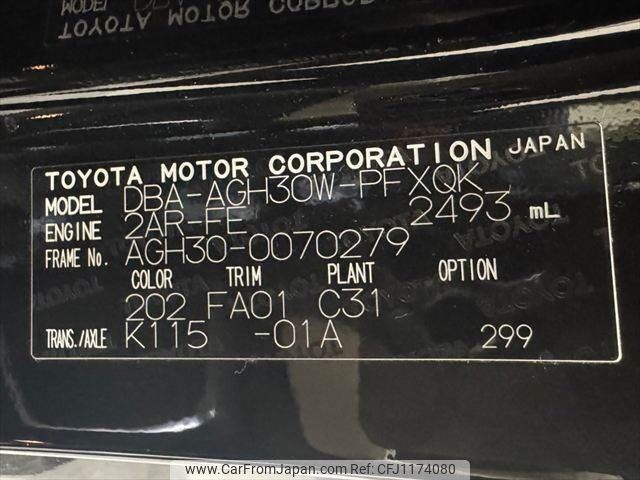 TOYOTA MOTOR CORPORATION JAPAN
MODEL DBA-AGH30W-PFXQK
ENGINE 2AR-FE 2493 mL
FRAME No. AGH30-0070279
COLOR TRIM PLANT OPTION
202 FA01 C31
TRANS./AXLE K115 -01A 299
www.CarFromJapan.com Ref:CFJ1174080